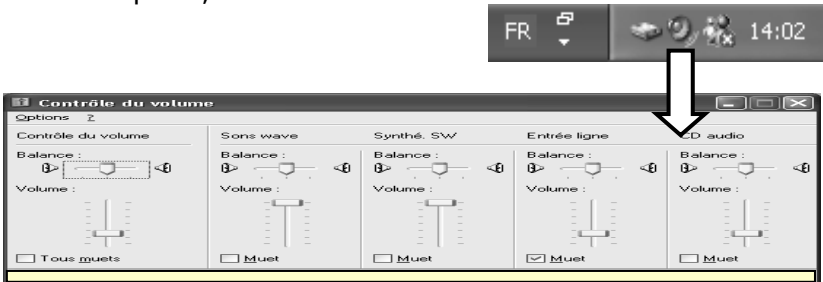 FR 14:02
Contrôle du volume
Options ?
Contrôle du volume Sons wave Synthé. SW Entrée ligne CD audio
Balance : Balance : Balance : Balance : Balance :
Volume : Volume : Volume : Volume : Volume :
Tous muets Muet Muet Muet Muet